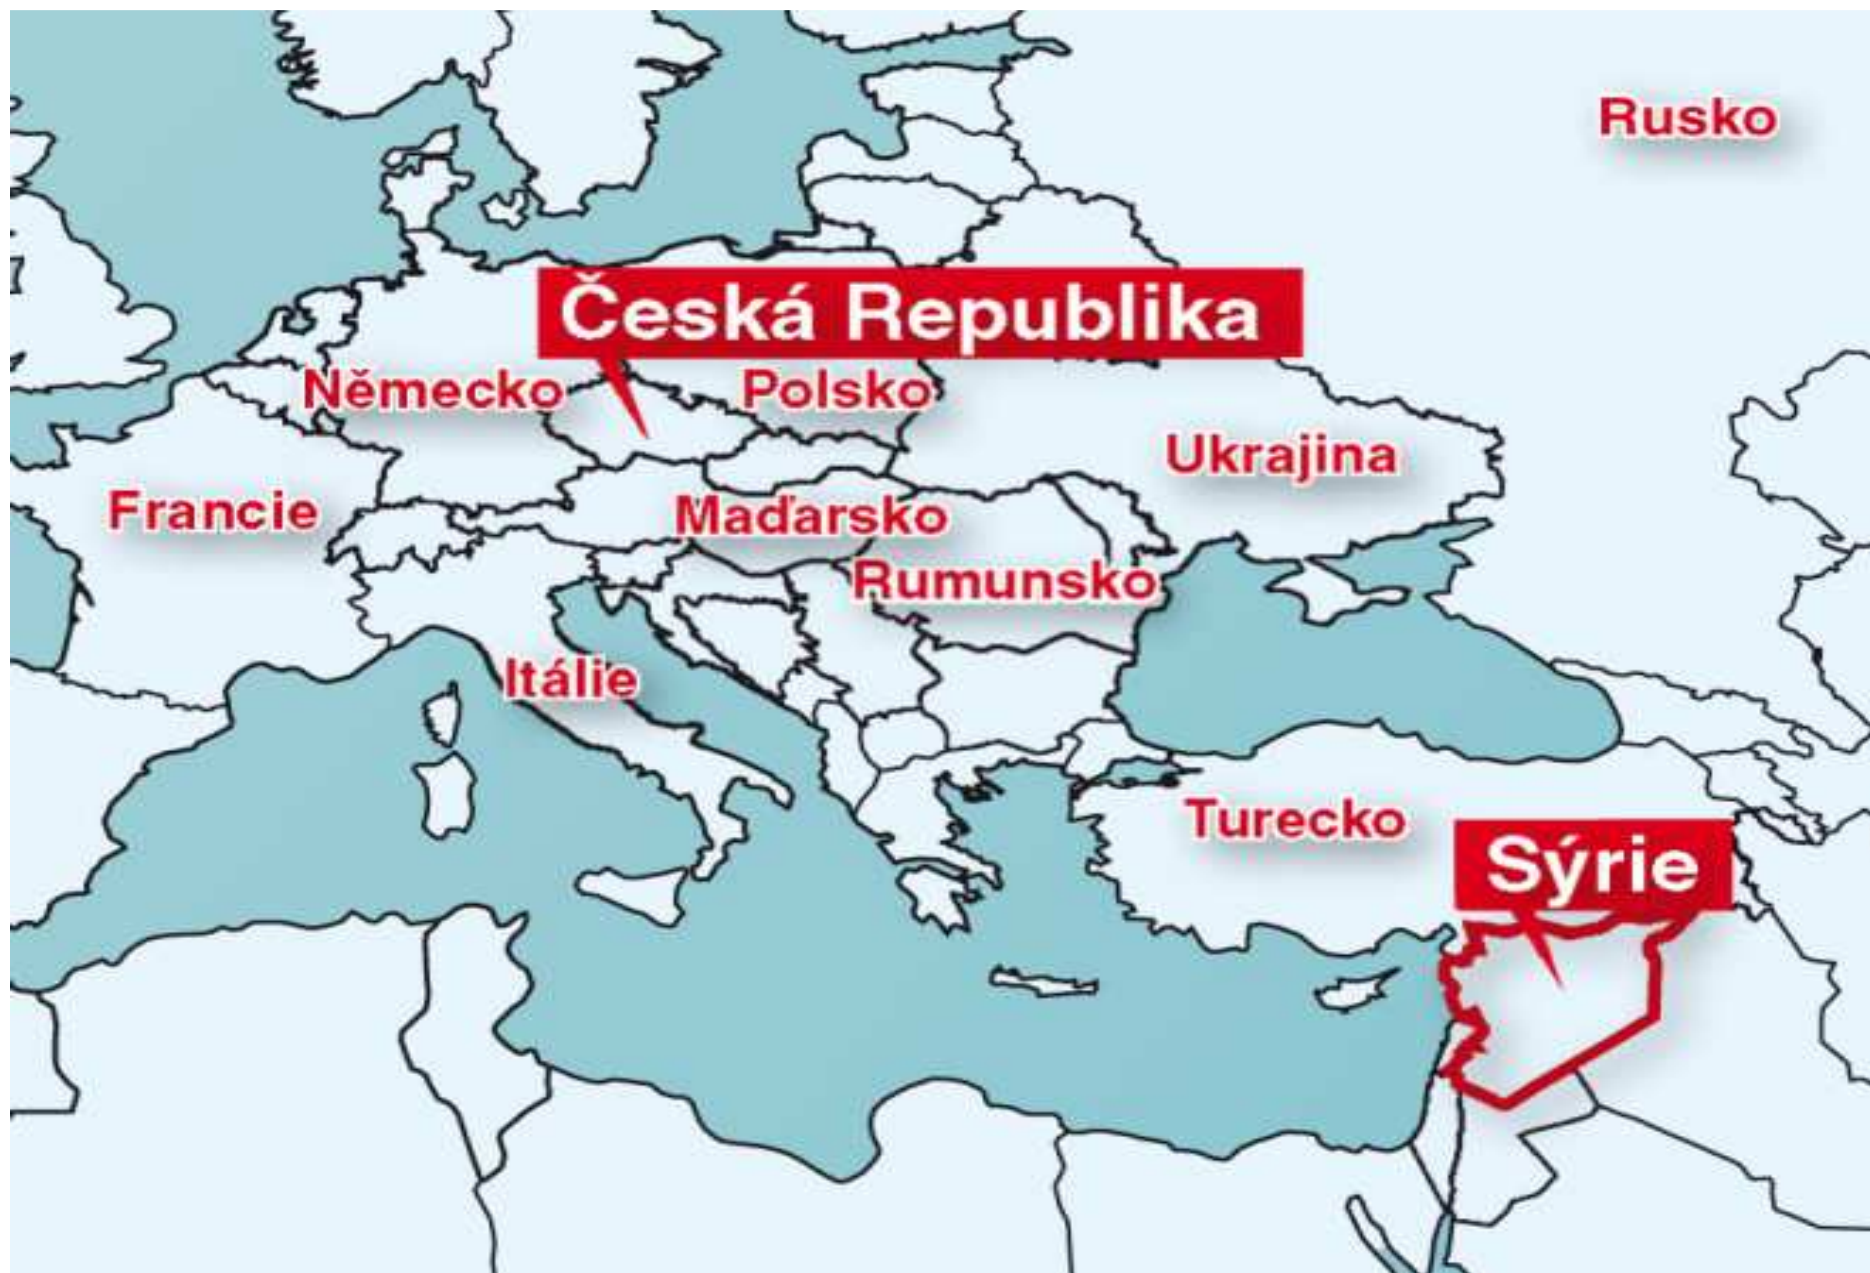 Rusko
Česká Republika
Německo
Polsko
Ukrajina
Francie
Maďarsko
Rumunsko
Itálie
Turecko
Sýrie